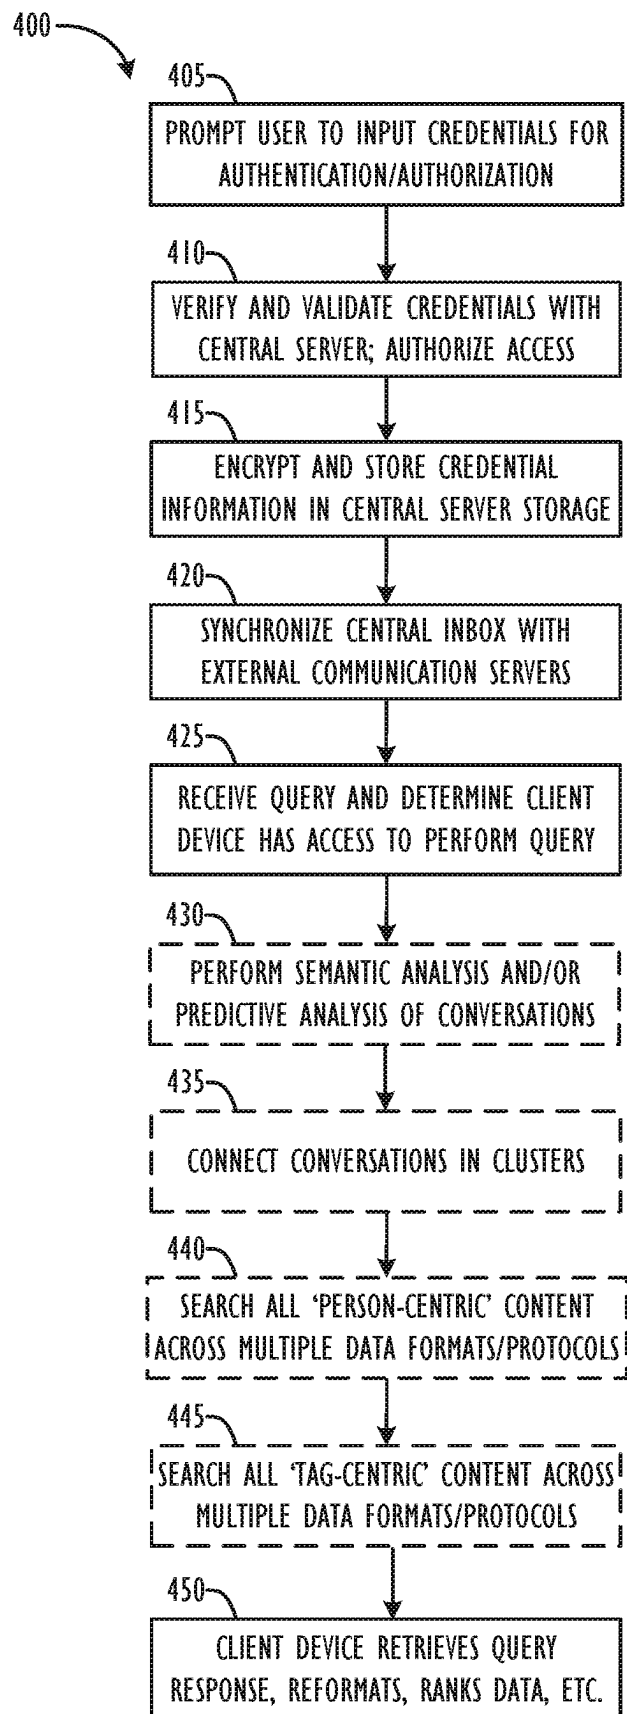 400
405
PROMPT USER TO INPUT CREDENTIALS FOR
AUTHENTICATION/AUTHORIZATION
410
VERIFY AND VALIDATE CREDENTIALS WITH
CENTRAL SERVER; AUTHORIZE ACCESS
415
ENCRYPT AND STORE CREDENTIAL
INFORMATION IN CENTRAL SERVER STORAGE
420
SYNCHRONIZE CENTRAL INBOX WITH
EXTERNAL COMMUNICATION SERVERS
425
RECEIVE QUERY AND DETERMINE CLIENT
DEVICE HAS ACCESS TO PERFORM QUERY
430
PERFORM SEMANTIC ANALYSIS AND/OR
PREDICTIVE ANALYSIS OF CONVERSATIONS
435
CONNECT CONVERSATIONS IN CLUSTERS
440
SEARCH ALL ‘PERSON-CENTRIC’ CONTENT
ACROSS MULTIPLE DATA FORMATS/PROTOCOLS
445
SEARCH ALL ‘TAG-CENTRIC’ CONTENT ACROSS
MULTIPLE DATA FORMATS/PROTOCOLS
450
CLIENT DEVICE RETRIEVES QUERY
RESPONSE, REFORMATS, RANKS DATA, ETC.